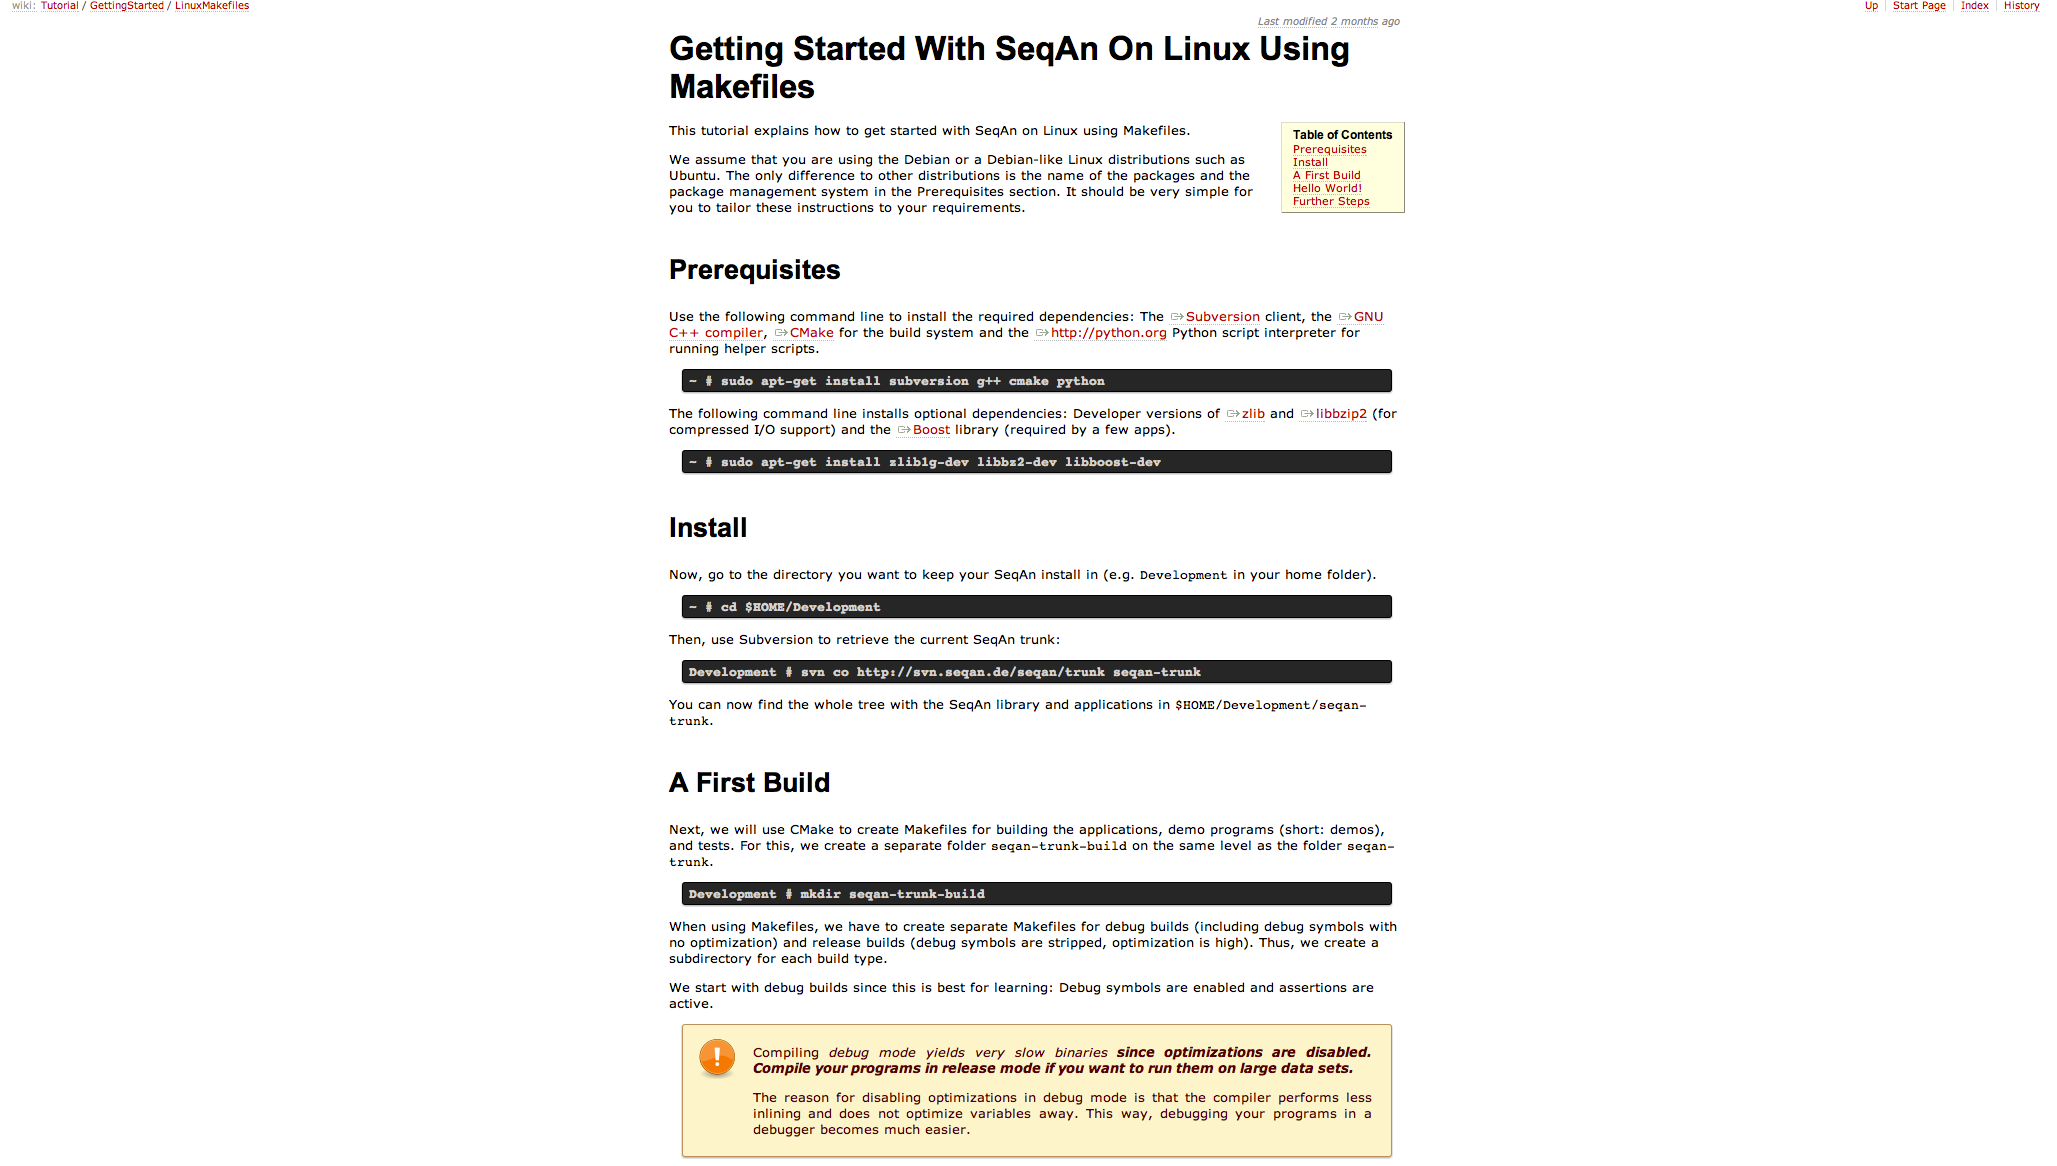 wiki: Tutorial / GettingStarted / LinuxMakefiles
Up | Start Page | Index | History
Last modified 2 months ago
Getting Started With SeqAn On Linux Using
Makefiles
This tutorial explains how to get started with SeqAn on Linux using Makefiles.
We assume that you are using the Debian or a Debian-like Linux distributions such as
Ubuntu. The only difference to other distributions is the name of the packages and the
package management system in the Prerequisites section. It should be very simple for
you to tailor these instructions to your requirements.
Table of Contents
Prerequisites
Install
A First Build
Hello World!
Further Steps
Prerequisites
Use the following command line to install the required dependencies: The Subversion client, the GNU
C++ compiler, CMake for the build system and the http://python.org Python script interpreter for
running helper scripts.
~ # sudo apt-get install subversion g++ cmake python
The following command line installs optional dependencies: Developer versions of zlib and libbzip2 (for
compressed I/O support) and the Boost library (required by a few apps).
~ # sudo apt-get install zlib1g-dev libbz2-dev libboost-dev
Install
Now, go to the directory you want to keep your SeqAn install in (e.g. Development in your home folder).
~ # cd $HOME/Development
Then, use Subversion to retrieve the current SeqAn trunk:
Development # svn co http://svn.seqan.de/seqan/trunk seqan-trunk
You can now find the whole tree with the SeqAn library and applications in $HOME/Development/seqan-
trunk.
A First Build
Next, we will use CMake to create Makefiles for building the applications, demo programs (short: demos),
and tests. For this, we create a separate folder seqan-trunk-build on the same level as the folder seqan-
trunk.
Development # mkdir seqan-trunk-build
When using Makefiles, we have to create separate Makefiles for debug builds (including debug symbols with
no optimization) and release builds (debug symbols are stripped, optimization is high). Thus, we create a
subdirectory for each build type.
We start with debug builds since this is best for learning: Debug symbols are enabled and assertions are
active.
Compiling debug mode yields very slow binaries since optimizations are disabled.
Compile your programs in release mode if you want to run them on large data sets.
The reason for disabling optimizations in debug mode is that the compiler performs less
inlining and does not optimize variables away. This way, debugging your programs in a
debugger becomes much easier.